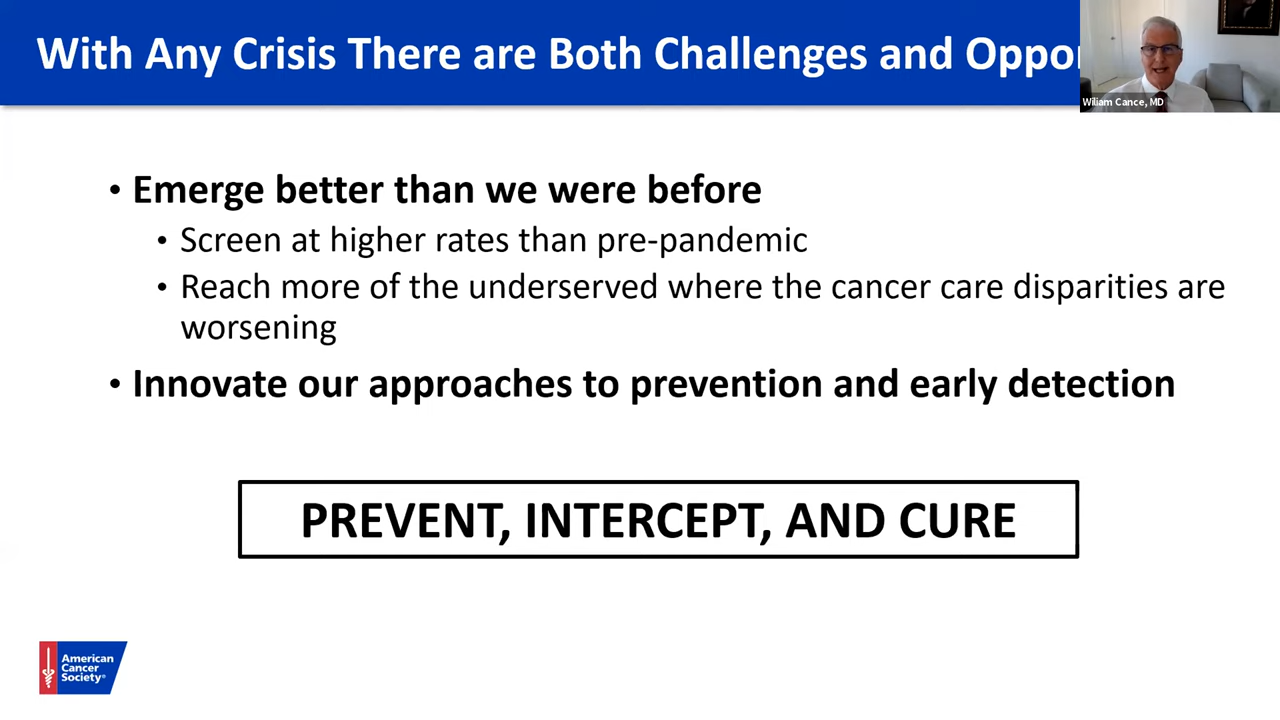 With Any Crisis There are Both Challenges and Oppo
Wiliam Cance, MD
• Emerge better than we were before
• Screen at higher rates than pre-pandemic
• Reach more of the underserved where the cancer care disparities are
worsening
• Innovate our approaches to prevention and early detection
PREVENT, INTERCEPT, AND CURE
American
Cancer
Society®